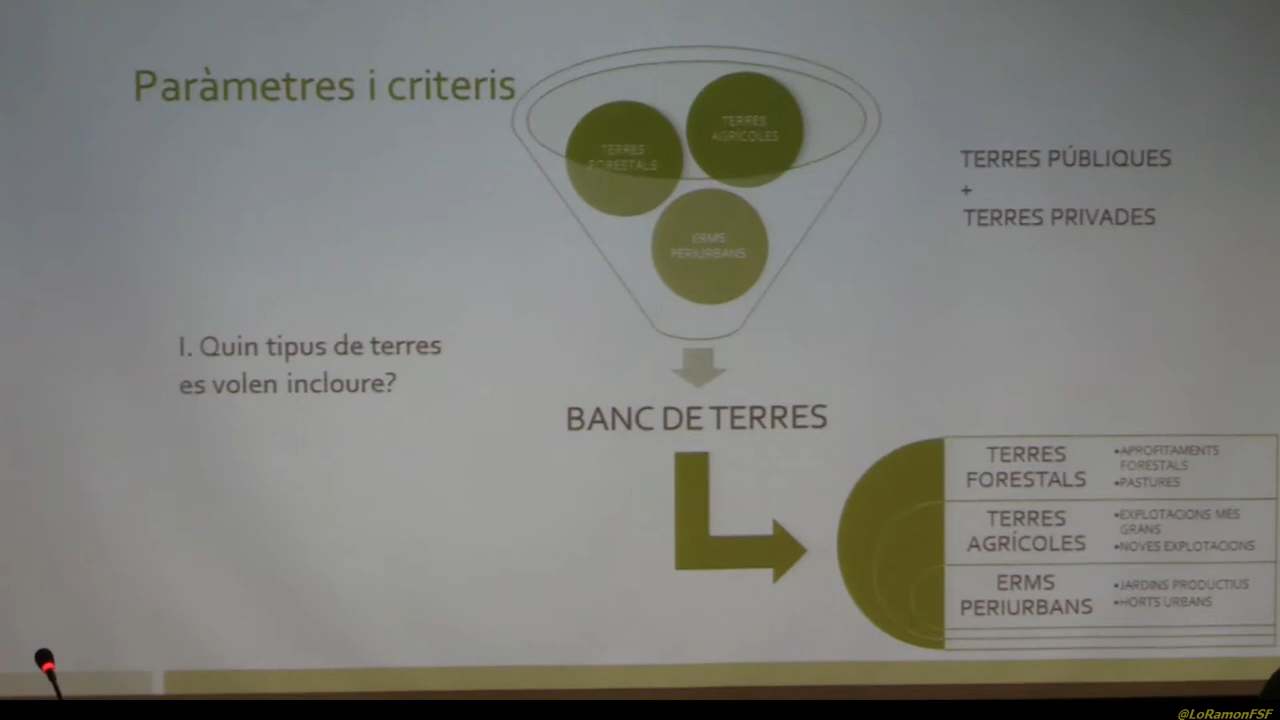 Paràmetres i criteris
TERRES
FORESTALS
TERRES
AGRÍCOLES
ERMS
PERIURBANS
TERRES PÚBLIQUES
+
TERRES PRIVADES
I. Quin tipus de terres
es volen incloure?
BANC DE TERRES
TERRES
FORESTALS
•APROFITAMENTS
FORESTALS
•PASTURES
TERRES
AGRÍCOLES
•EXPLOTACIONS MÉS
GRANS
•NOVES EXPLOTACIONS
ERMS
PERIURBANS
•JARDINS PRODUCTIUS
•HORTS URBANS
@LoRamonFSF